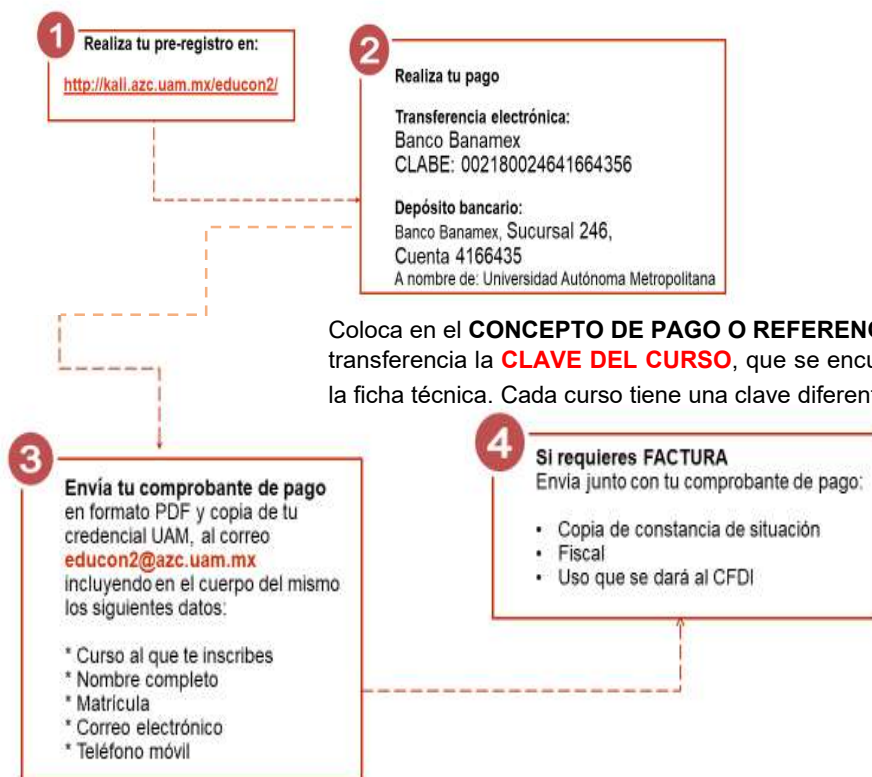 1
Realiza tu pre-registro en:
http://kali.azc.uam.mx/educon2/
2
Realiza tu pago
Transferencia electrónica:
Banco Banamex
CLABE: 002180024641664356
Depósito bancario:
Banco Banamex, Sucursal 246,
Cuenta 4166435
A nombre de: Universidad Autónoma Metropolitana
Coloca en el CONCEPTO DE PAGO O
transferencia la CLAVE DEL CURSO, que se
la ficha técnica. Cada curso tiene una clave
3
Envía tu comprobante de pago
en formato PDF y copia de tu
credencial UAM, al correo
educon2@azc.uam.mx
incluyendo en el cuerpo del mismo
los siguientes datos:
* Curso al que te inscribes
* Nombre completo
* Matrícula
* Correo electrónico
* Teléfono móvil
4
Si requieres FACTURA
Envía junto con tu comprobante de pago:
• Copia de constancia de situación
• Fiscal
• Uso que se dará al CFDI